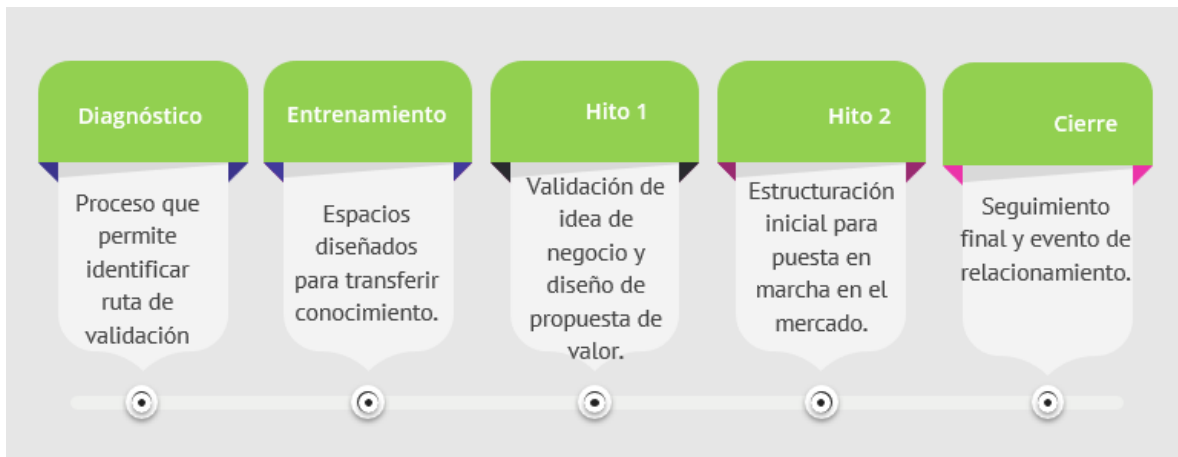 Diagnóstico
Proceso que
permite
identificar
ruta de
validación
Entrenamiento
Espacios
diseñados
para transferir
conocimiento.
Hito 1
Validación de
idea de
negocio y
diseño de
propuesta de
valor.
Hito 2
Estructuración
inicial para
puesta en
marcha en el
mercado.
Cierre
Seguimiento
final y evento de
relacionamiento.